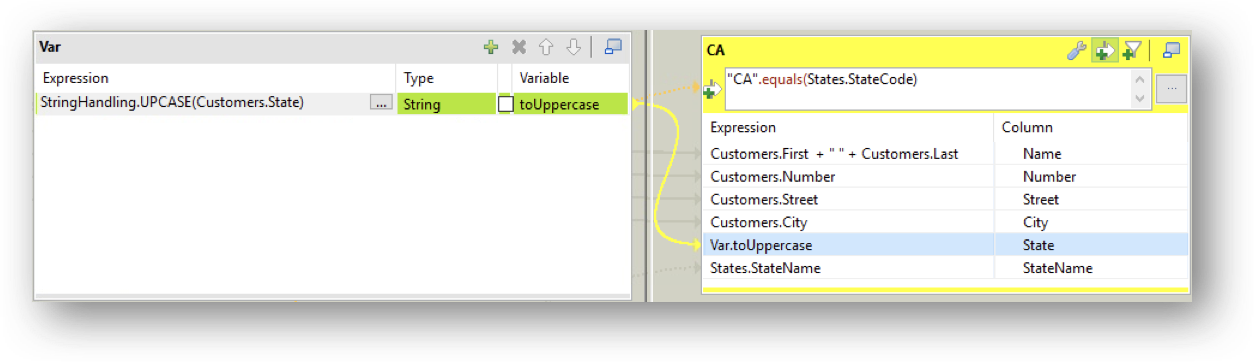 Var
Expression Type Variable
StringHandling.UPCASE(Customers.State) ... String toUppercase
CA
"CA".equals(States.StateCode) ...
Expression Column
Customers.First + " " + Customers.Last Name
Customers.Number Number
Customers.Street Street
Customers.City City
Var.toUppercase State
States.StateName StateName